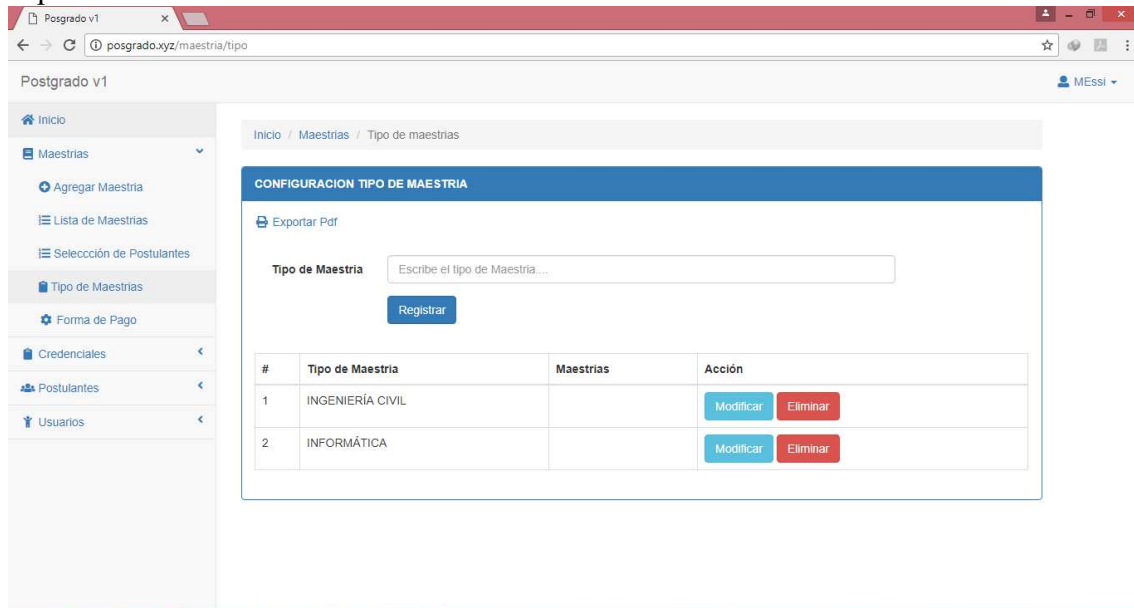 Posgrado v1
posgrado.xyz/maestria/tipo
Postgrado v1
MEssi
Inicio
Maestrias
Agregar Maestria
Lista de Maestrias
Seleccción de Postulantes
Tipo de Maestrias
Forma de Pago
Credenciales
Postulantes
Usuarios
Inicio / Maestrias / Tipo de maestrias
CONFIGURACION TIPO DE MAESTRIA
Exportar Pdf
Tipo de Maestria Escribe el tipo de Maestria....
Registrar
# Tipo de Maestria Maestrias Acción
1 INGENIERÍA CIVIL Modificar Eliminar
2 INFORMÁTICA Modificar Eliminar